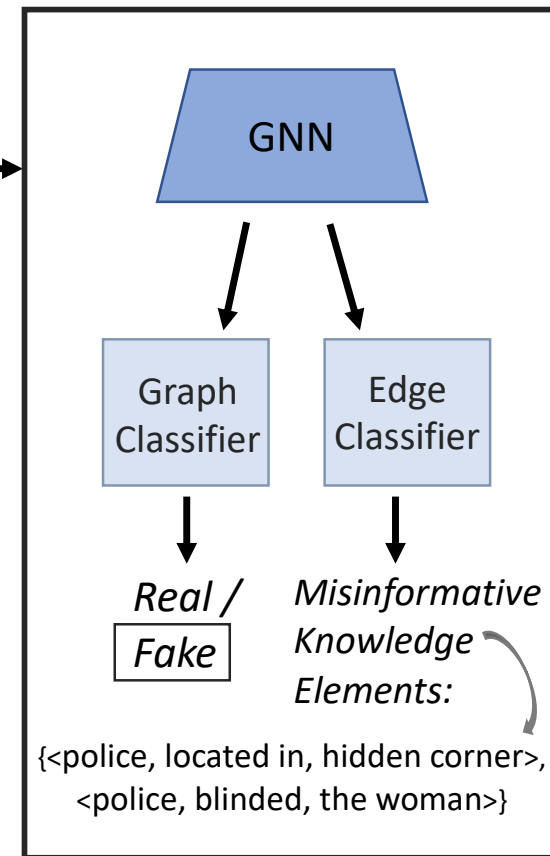 GNN
Graph
Classifier
Edge
Classifier
Real /
Fake
Misinformative
Knowledge
Elements:
{<police, located in, hidden corner>,
<police, blinded, the woman>}